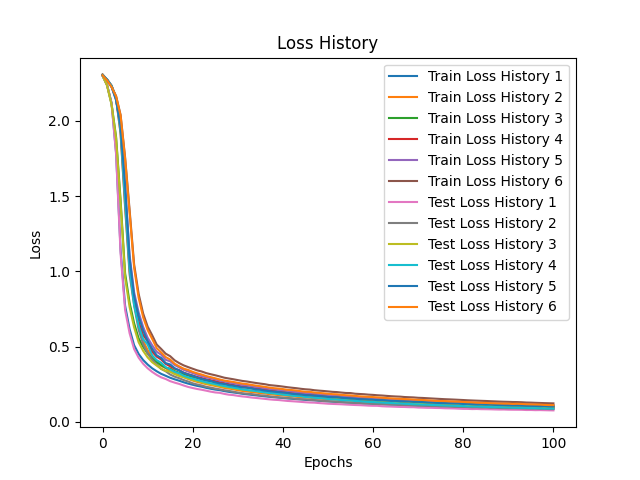 Loss History
Loss
2.0
1.5
1.0
0.5
0.0
Train Loss History 1
Train Loss History 2
Train Loss History 3
Train Loss History 4
Train Loss History 5
Train Loss History 6
Test Loss History 1
Test Loss History 2
Test Loss History 3
Test Loss History 4
Test Loss History 5
Test Loss History 6
0 20 40 60 80 100
Epochs